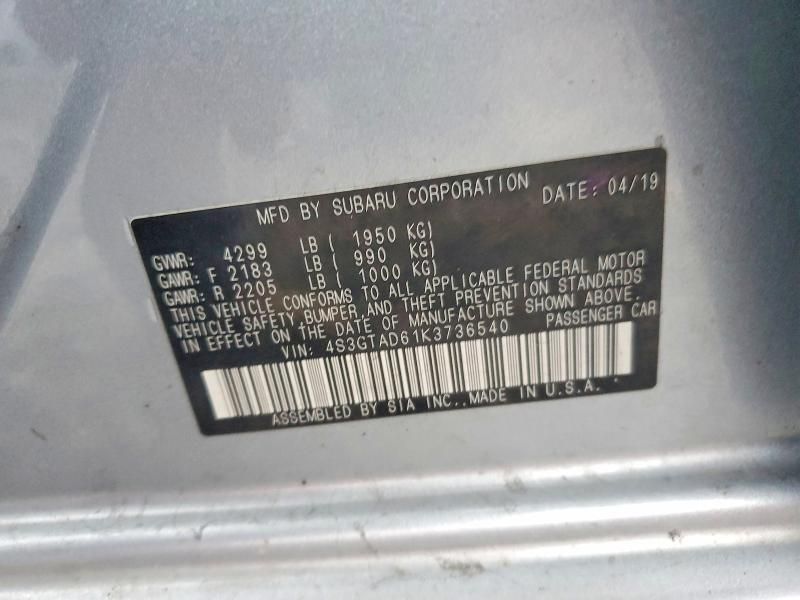 MFD BY SUBARU CORPORATION DATE: 04/19
GVWR: 4299 LB ( 1950 KG)
GAWR: F 2183 LB ( 990 KG)
GAWR: R 2205 LB ( 1000 KG)
THIS VEHICLE CONFORMS TO ALL APPLICABLE FEDERAL MOTOR
VEHICLE SAFETY, BUMPER, AND THEFT PREVENTION STANDARDS
IN EFFECT ON THE DATE OF MANUFACTURE SHOWN ABOVE.
VIN: 4S3GTAD61K3736540 PASSENGER CAR
ASSEMBLED BY SIA INC., MADE IN U.S.A.